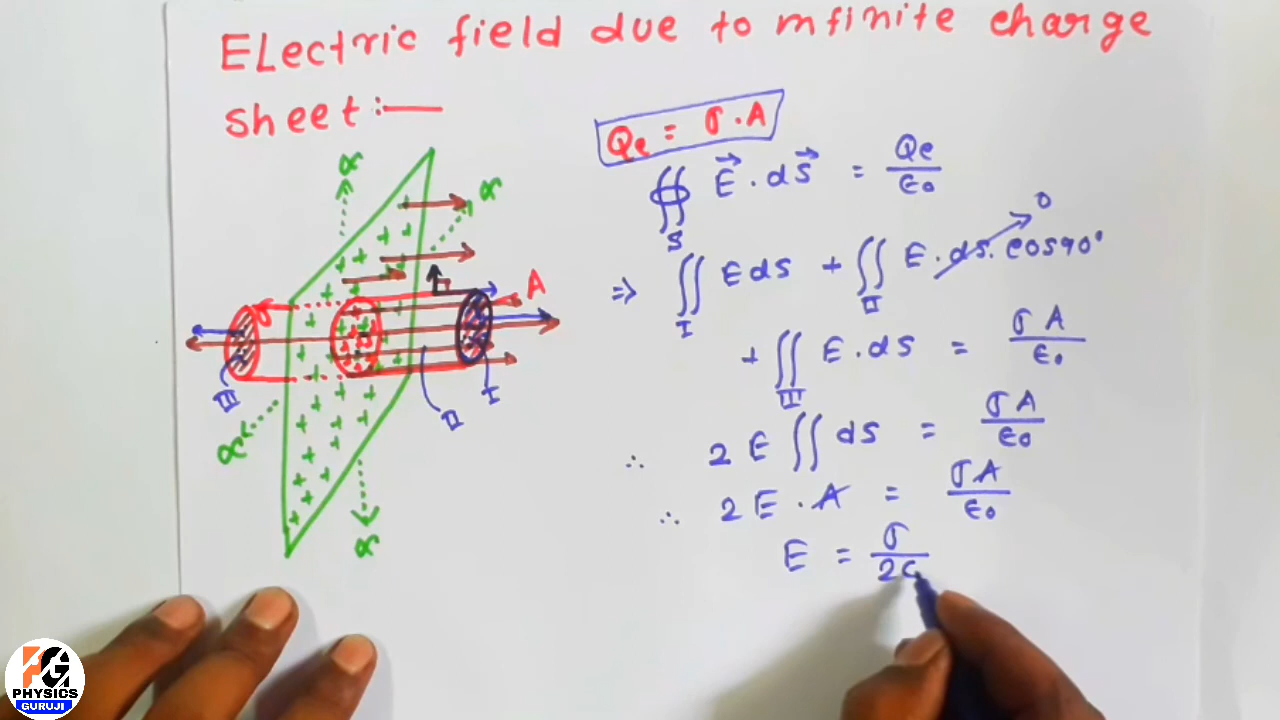 Electric field due to infinite charge
sheet :—
Qe = σ.A
∯ E⃗ . dS⃗ = Qe/ε0
S
⇒ ∬ E dS + ∬ E . dS . cos90° 0
I II
+ ∬ E . dS = σA/ε0
III
∴ 2 E ∬ dS = σA/ε0
∴ 2 E . A = σA/ε0
E = σ/2ε
∝
∝
A
σ
III
II
I
∝
∝
PG
PHYSICS
GURUJI